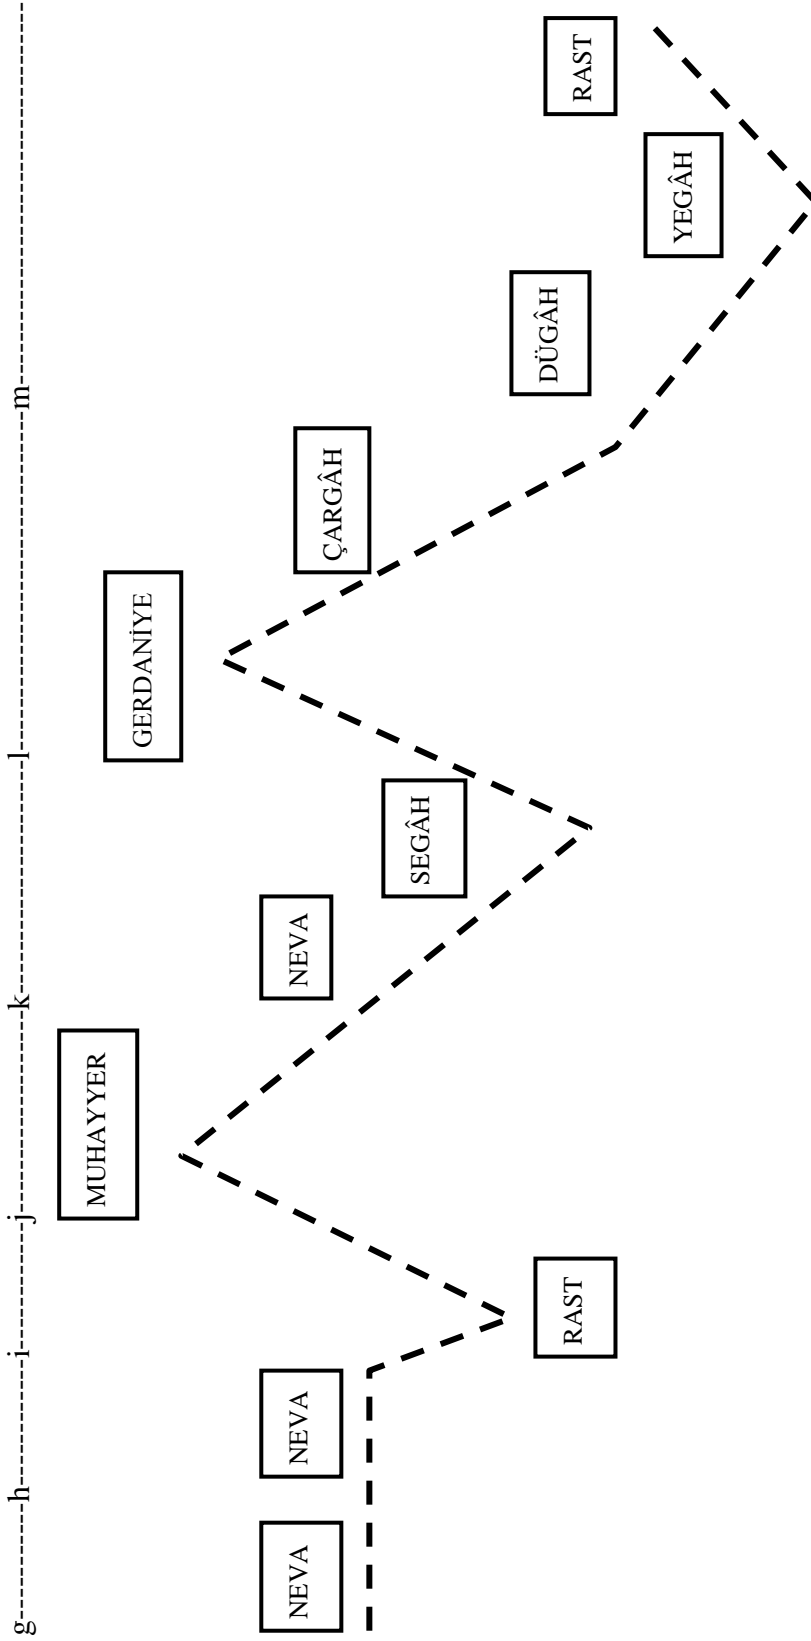 g----------------h----------------i----------------j--------------------------k------------------------------l--------------------------------------------m------------------------------------------------
MUHAYYER
GERDANİYE
NEVA
NEVA
NEVA
ÇARGÂH
SEGÂH
DÜGÂH
RAST
RAST
YEGÂH